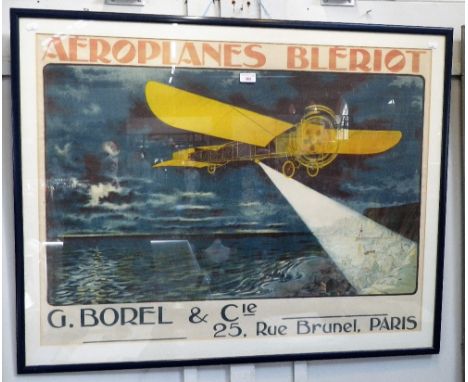 AEROPLANES BLERIOT
G. BOREL & Cie
25, Rue Brunel, PARIS